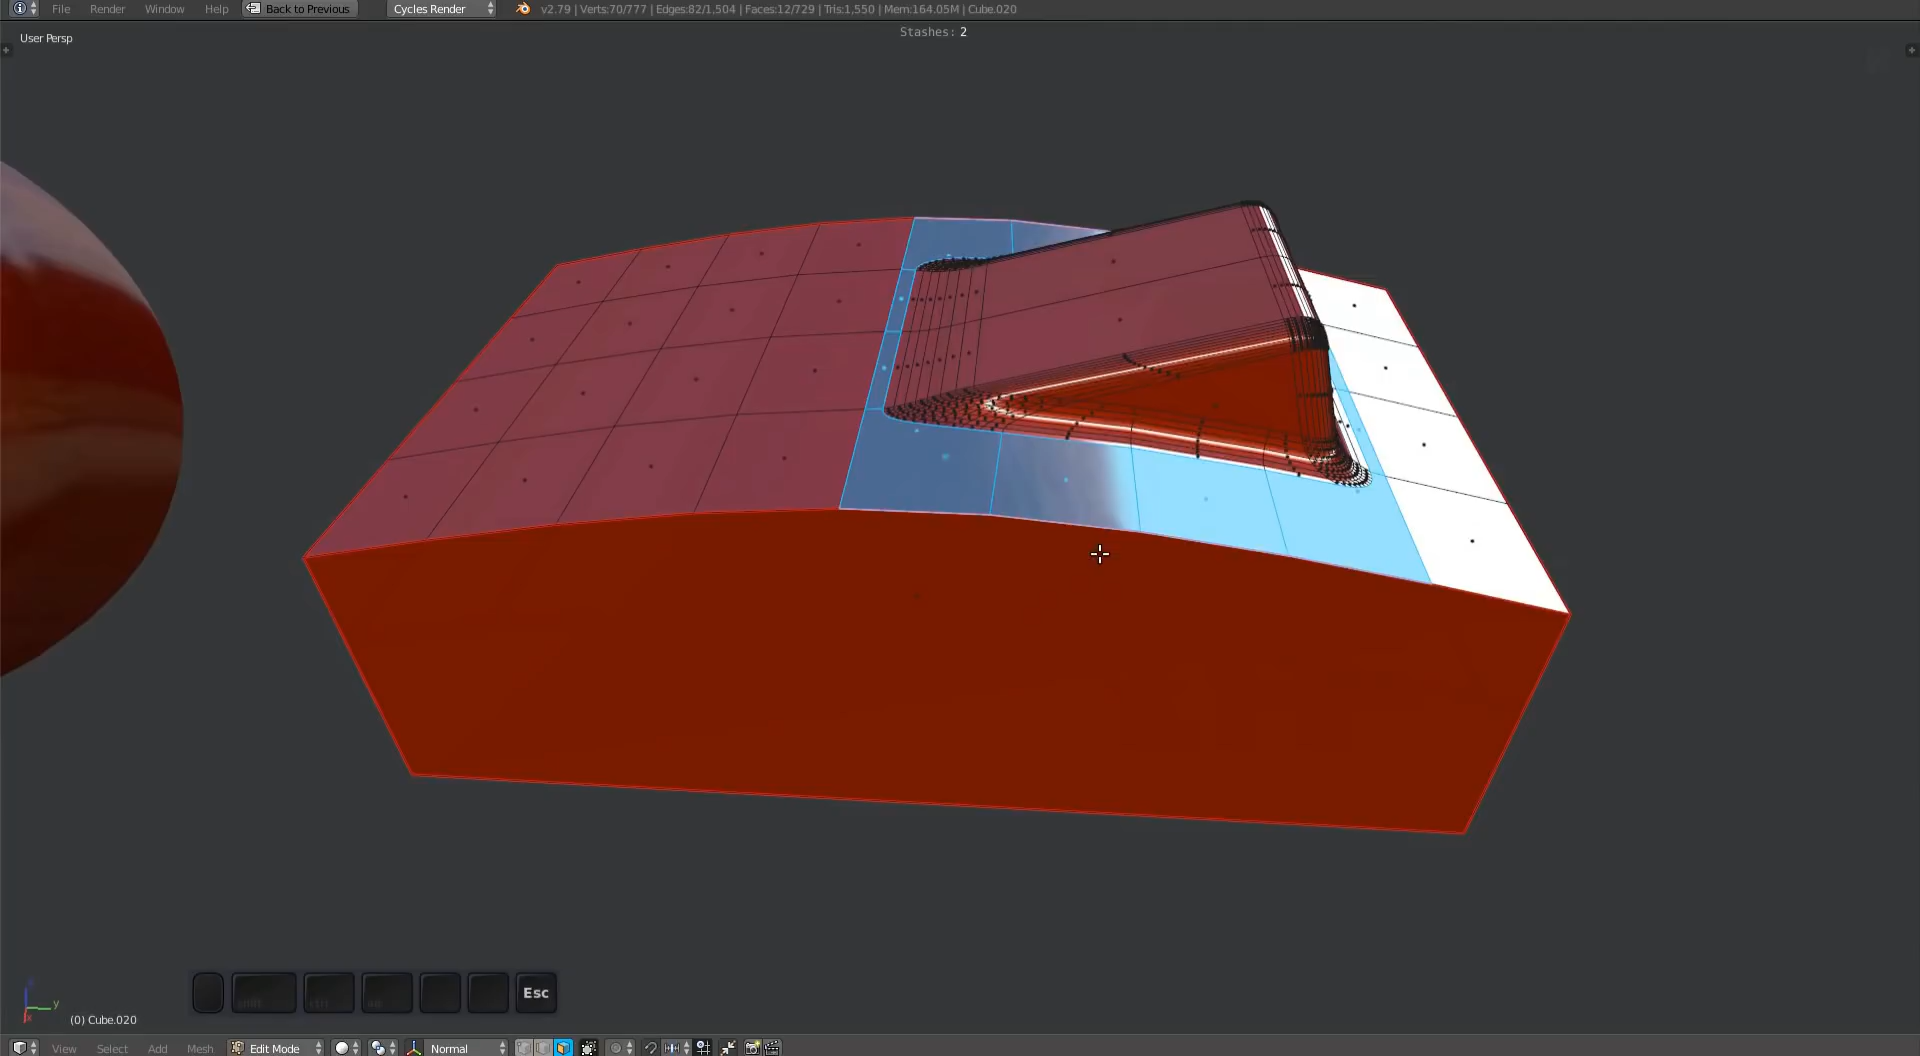 File Render Window Help Back to Previous Cycles Render v2.79 | Verts:70/777 | Edges:82/1,504 | Faces:12/729 | Tris:1,550 | Mem:164.05M | Cube.020
Stashes: 2
User Persp
Esc
y
(0) Cube.020
View Select Add Mesh Edit Mode Normal